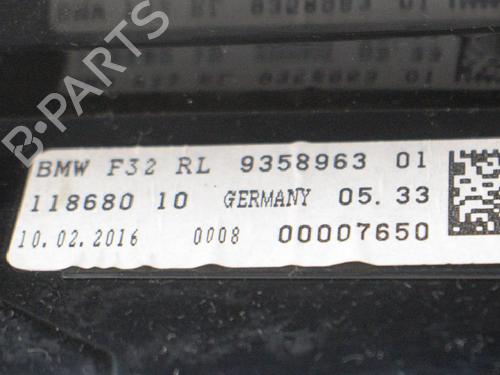 BMW F32 RL 9358963 01
118680 10 GERMANY 05.33
10.02.2016 0008 00007650
B-PARTS